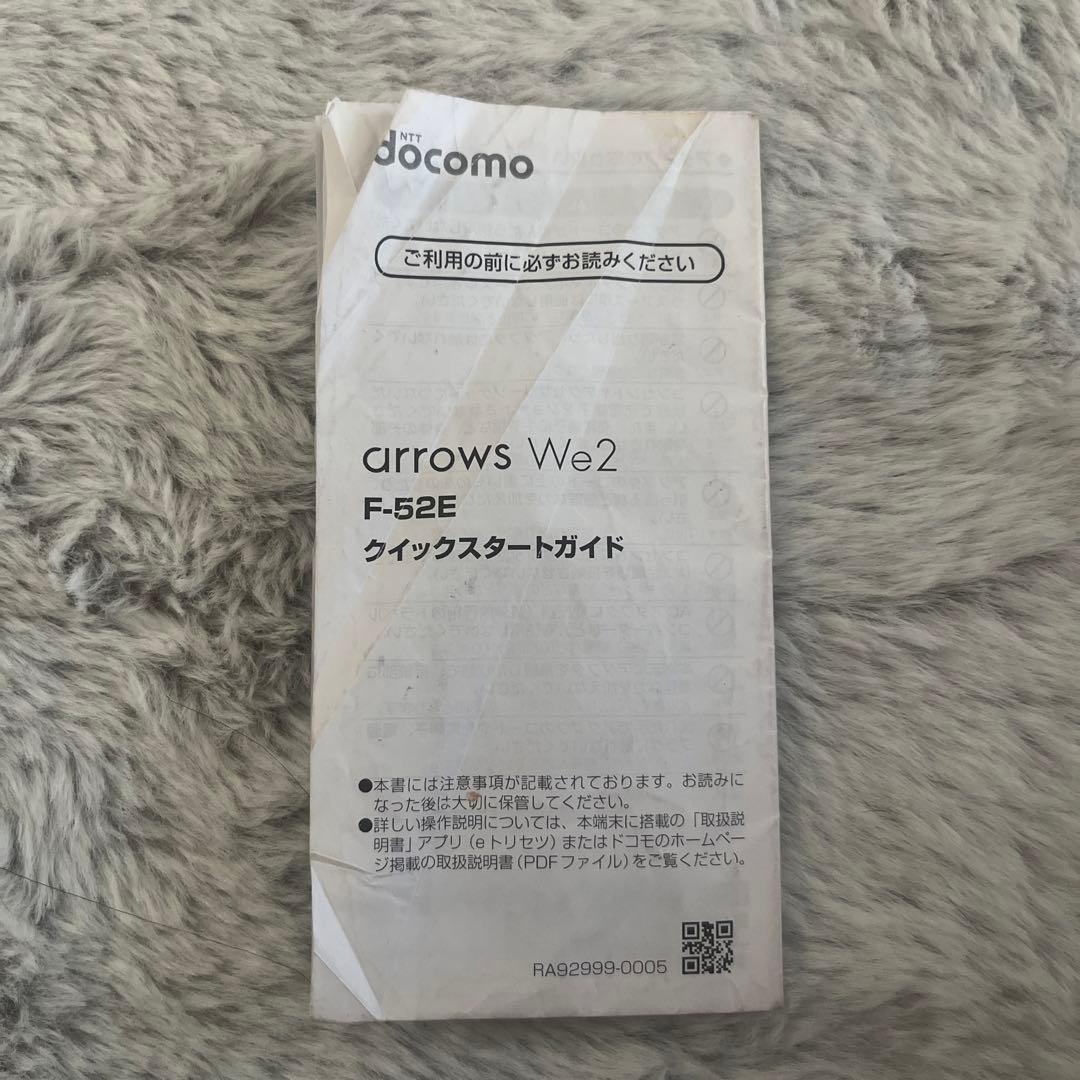 NTT
docomo
ご利用の前に必ずお読みください
arrows We2
F-52E
クイックスタートガイド
●本書には注意事項が記載されております。お読みに
なった後は大切に保管してください。
●詳しい操作説明については、本端末に搭載の「取扱説
明書」アプリ（eトリセツ）またはドコモのホームペー
ジ掲載の取扱説明書（PDFファイル）をご覧ください。
RA92999-0005